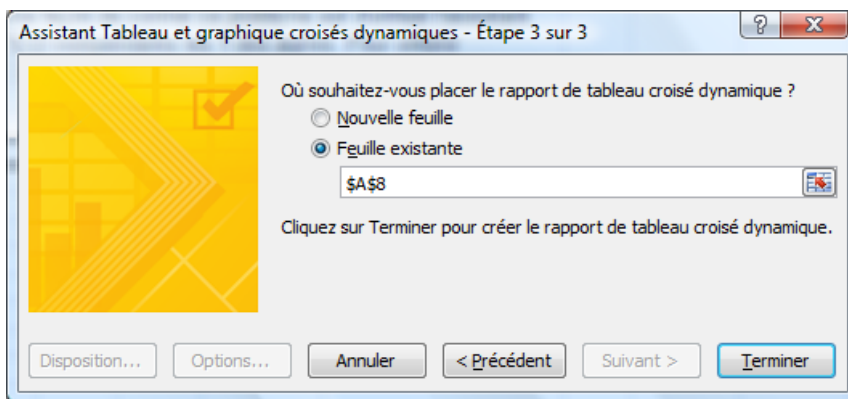 Assistant Tableau et graphique croisés dynamiques - Étape 3 sur 3
Où souhaitez-vous placer le rapport de tableau croisé dynamique ?
Nouvelle feuille
Feuille existante
$A$8
Cliquez sur Terminer pour créer le rapport de tableau croisé dynamique.
Disposition... Options... Annuler < Précédent Suivant > Terminer